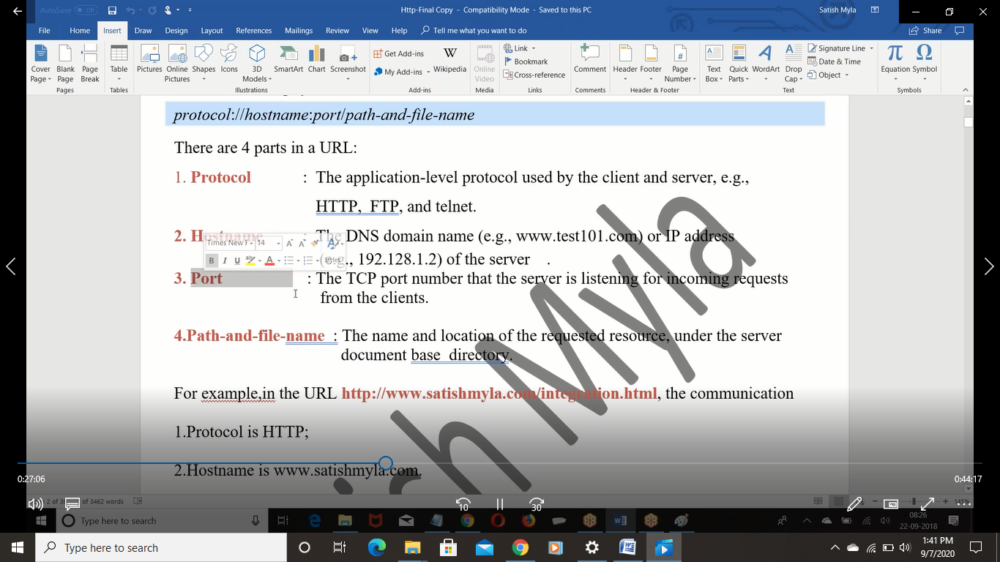 AutoSave Off
Http-Final Copy - Compatibility Mode - Saved to this PC
Satish Myla
File Home Insert Draw Design Layout References Mailings Review View Help Tell me what you want to do Share
Cover Page Blank Page Page Break Table Pictures Online Pictures Shapes Icons 3D Models SmartArt Chart Screenshot Get Add-ins My Add-ins Wikipedia Online Video Link Bookmark Cross-reference Comment Header Footer Page Number Text Box Quick Parts WordArt Drop Cap Signature Line Date & Time Object Equation Symbol
Pages Tables Illustrations Add-ins Media Links Comments Header & Footer Text Symbols
protocol://hostname:port/path-and-file-name
There are 4 parts in a URL:
1. Protocol : The application-level protocol used by the client and server, e.g.,
HTTP, FTP, and telnet.
2. Hostname : The DNS domain name (e.g., www.test101.com) or IP address
Times New R 14
(e.g., 192.128.1.2) of the server .
B I U ab A Styles
3. Port : The TCP port number that the server is listening for incoming requests
from the clients.
4.Path-and-file-name : The name and location of the requested resource, under the server
document base directory.
For example,in the URL http://www.satishmyla.com/integration.html, the communication
1.Protocol is HTTP;
2.Hostname is www.satishmyla.com.
Myla
0:27:06
0:44:17
of 3462 words
145%
10
30
Type here to search
08:26
22-09-2018
Type here to search
1:41 PM
9/7/2020